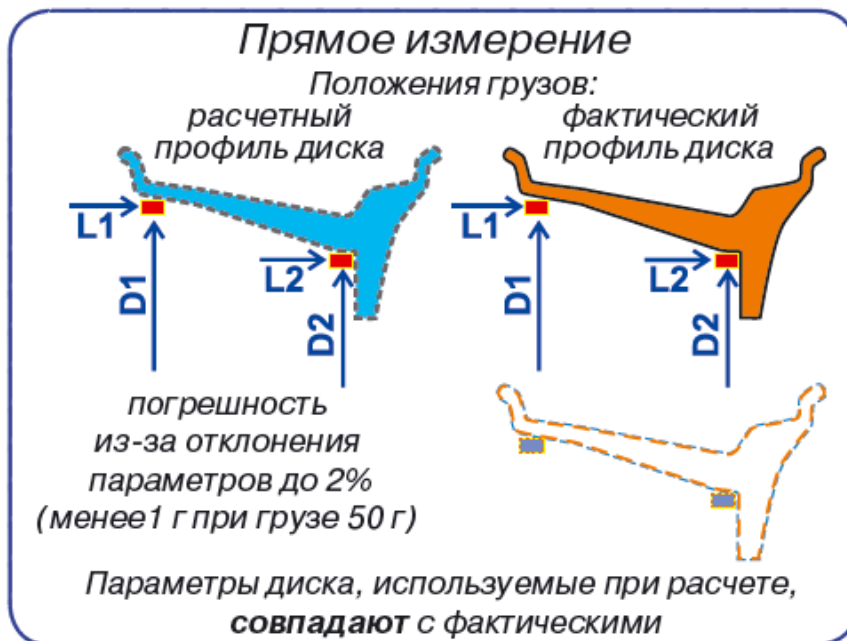 Прямое измерение
Положения грузов:
расчетный
профиль диска
фактический
профиль диска
L1
D1
L2
D2
L1
D1
L2
D2
погрешность
из-за отклонения
параметров до 2%
(менее1 г при грузе 50 г)
Параметры диска, используемые при расчете,
совпадают с фактическими